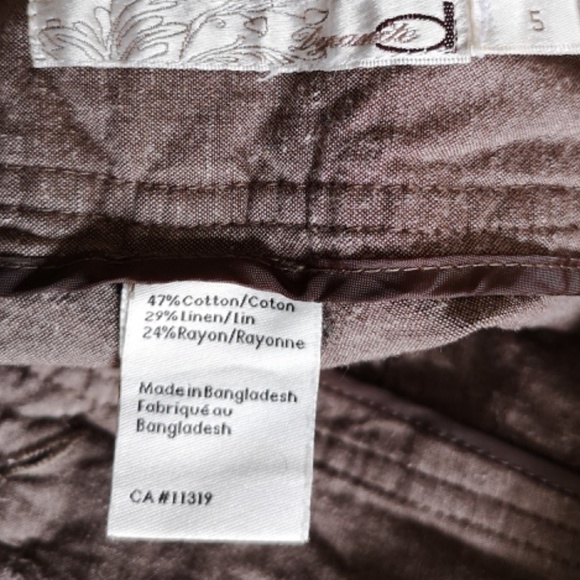 5
47%Cotton/Coton
29%Linen/Lin
24%Rayon/Rayonne
Made in Bangladesh
Fabriqué au
Bangladesh
CA #11319